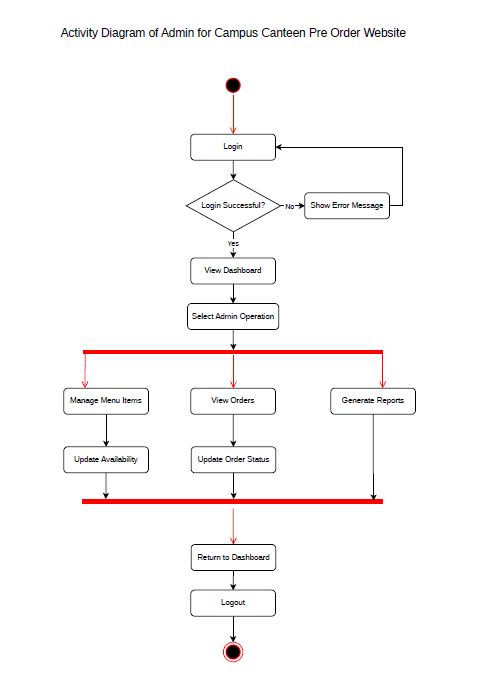 Activity Diagram of Admin for Campus Canteen Pre Order Website
Login
Login Successful?
No
Show Error Message
Yes
View Dashboard
Select Admin Operation
Manage Menu Items
View Orders
Generate Reports
Update Availability
Update Order Status
Return to Dashboard
Logout